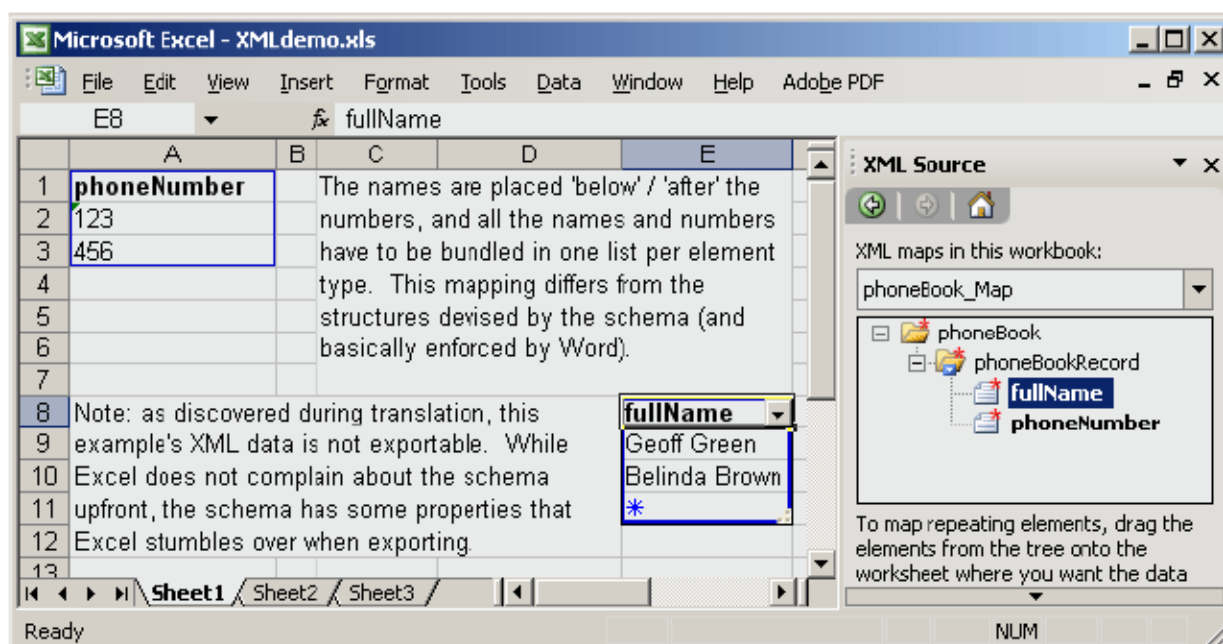 Microsoft Excel - XMLdemo.xls
File Edit View Insert Format Tools Data Window Help Adobe PDF
E8 fx fullName
A B C D E
1 phoneNumber The names are placed 'below' / 'after' the
2 123 numbers, and all the names and numbers
3 456 have to be bundled in one list per element
4 type. This mapping differs from the
5 structures devised by the schema (and
6 basically enforced by Word).
7
8 Note: as discovered during translation, this fullName
9 example's XML data is not exportable. While Geoff Green
10 Excel does not complain about the schema Belinda Brown
11 upfront, the schema has some properties that *
12 Excel stumbles over when exporting.
13
Sheet1 / Sheet2 / Sheet3 /
XML Source
XML maps in this workbook:
phoneBook_Map
phoneBook
phoneBookRecord
fullName
phoneNumber
To map repeating elements, drag the
elements from the tree onto the
worksheet where you want the data
Ready NUM